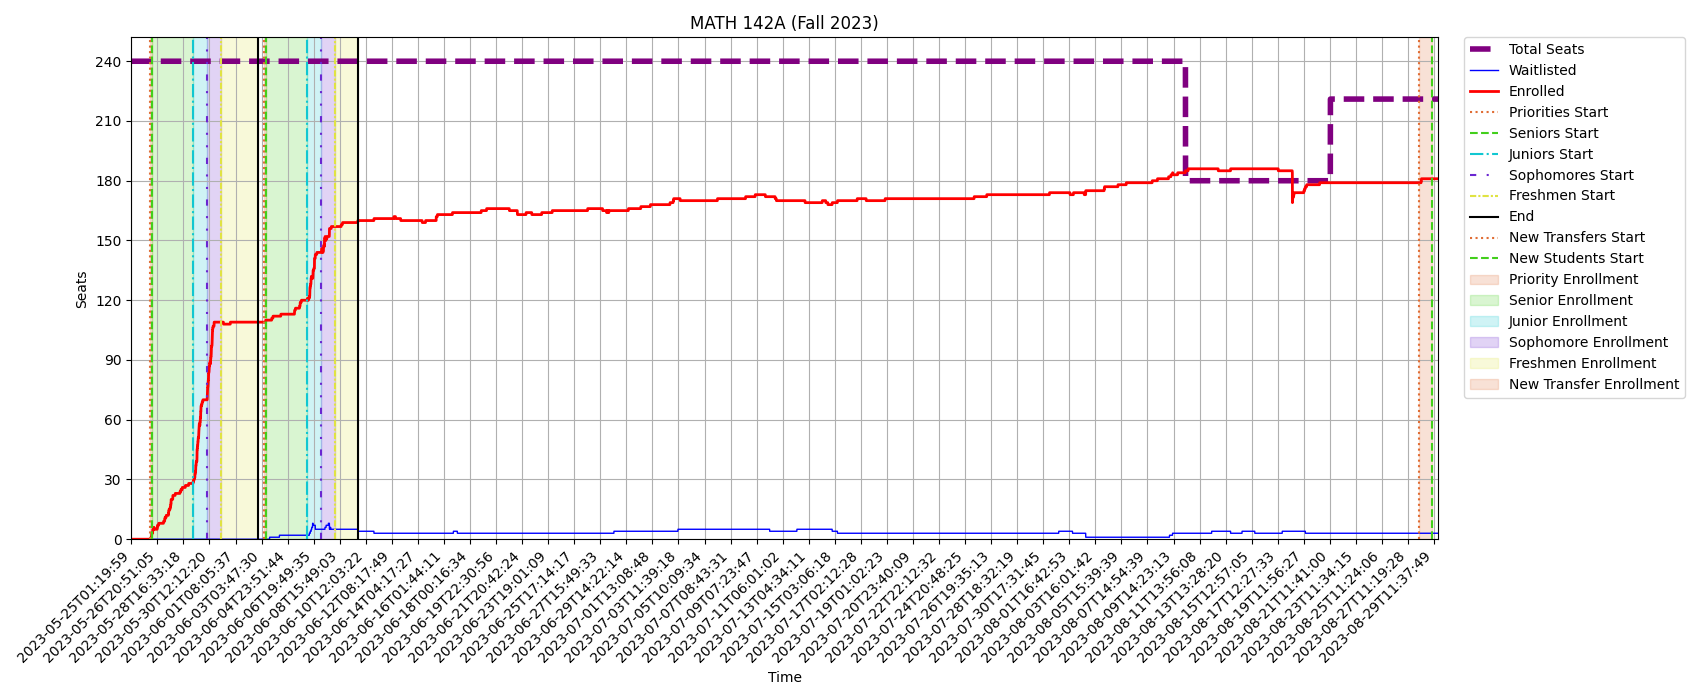 MATH 142A (Fall 2023)
Seats
240
210
180
150
120
90
60
30
0
2023-05-25T01:19:59
2023-05-26T20:51:05
2023-05-28T16:33:18
2023-05-30T12:12:20
2023-06-01T08:05:37
2023-06-03T03:47:30
2023-06-04T23:51:44
2023-06-06T19:49:35
2023-06-08T15:49:03
2023-06-10T12:03:22
2023-06-12T08:17:49
2023-06-14T04:17:27
2023-06-16T01:44:11
2023-06-18T00:16:34
2023-06-19T22:30:56
2023-06-21T20:42:24
2023-06-23T19:01:09
2023-06-25T17:14:17
2023-06-27T15:49:33
2023-06-29T14:22:14
2023-07-01T13:08:48
2023-07-03T11:39:18
2023-07-05T10:09:34
2023-07-07T08:43:31
2023-07-09T07:23:47
2023-07-11T06:01:02
2023-07-13T04:34:11
2023-07-15T03:06:18
2023-07-17T02:12:28
2023-07-19T01:02:23
2023-07-20T23:40:09
2023-07-22T22:12:32
2023-07-24T20:48:25
2023-07-26T19:35:13
2023-07-28T18:32:19
2023-07-30T17:31:45
2023-08-01T16:42:53
2023-08-03T16:01:42
2023-08-05T15:39:39
2023-08-07T14:54:39
2023-08-09T14:23:13
2023-08-11T13:56:08
2023-08-13T13:28:20
2023-08-15T12:57:05
2023-08-17T12:27:33
2023-08-19T11:56:27
2023-08-21T11:41:00
2023-08-23T11:34:15
2023-08-25T11:24:06
2023-08-27T11:19:28
2023-08-29T11:37:49
Time
Total Seats
Waitlisted
Enrolled
Priorities Start
Seniors Start
Juniors Start
Sophomores Start
Freshmen Start
End
New Transfers Start
New Students Start
Priority Enrollment
Senior Enrollment
Junior Enrollment
Sophomore Enrollment
Freshmen Enrollment
New Transfer Enrollment